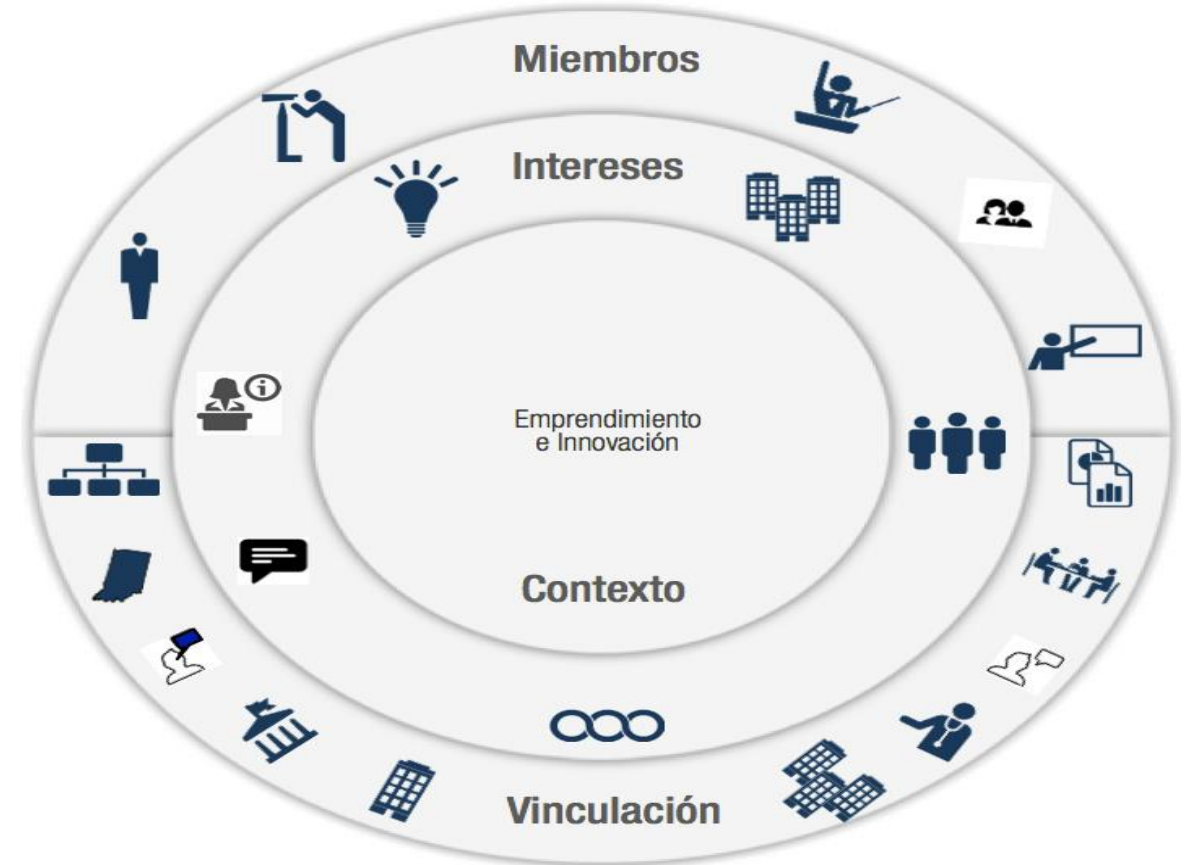 Miembros
Intereses
Emprendimiento
e Innovación
Contexto
Vinculación